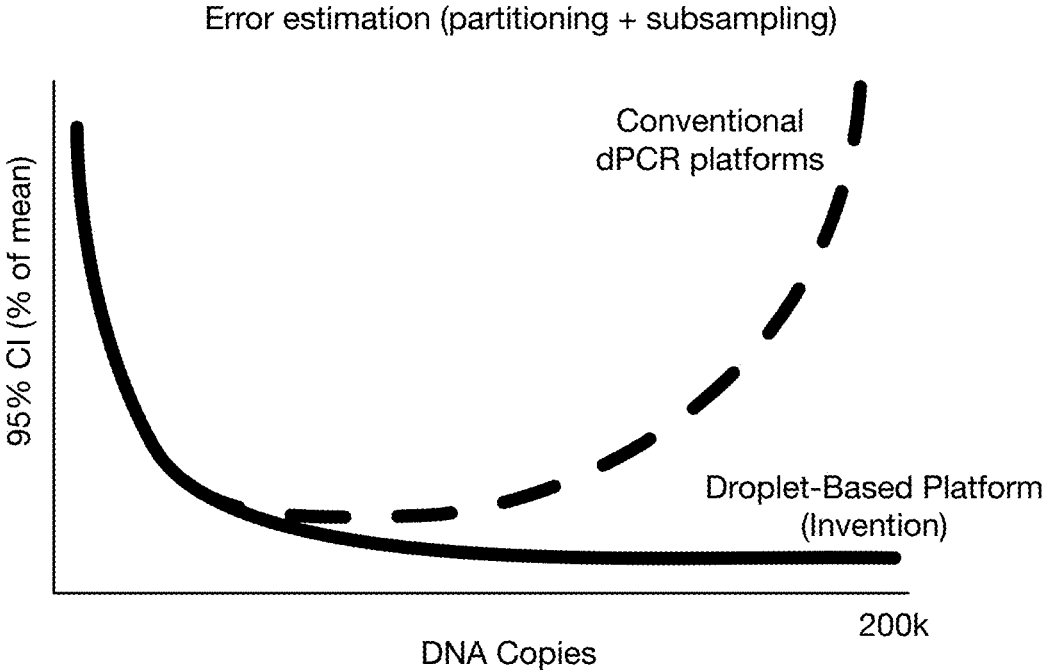 Error estimation (partitioning + subsampling)
Conventional
dPCR platforms
95% CI (% of mean)
Droplet-Based Platform
(Invention)
200k
DNA Copies